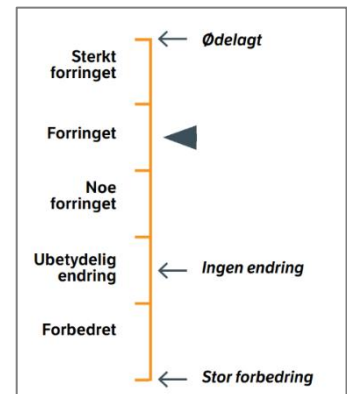 Ødelagt
Sterkt
forringet
Forringet
Noe
forringet
Ubetydelig
endring
Ingen endring
Forbedret
Stor forbedring